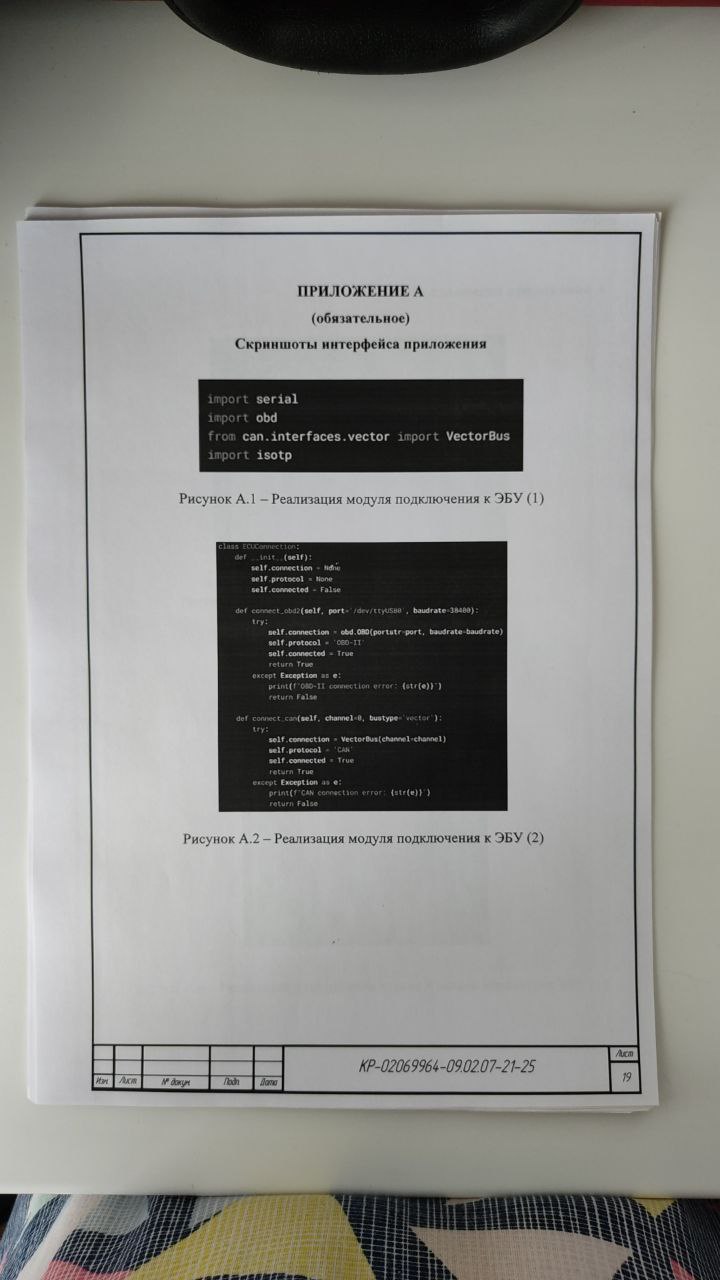 ПРИЛОЖЕНИЕ А
(обязательное)
Скриншоты интерфейса приложения
import serial
import obd
from can.interfaces.vector import VectorBus
import isotp
Рисунок А.1 – Реализация модуля подключения к ЭБУ (1)
class ECUConnection:
def __init__(self):
self.connection = None
self.protocol = None
self.connected = False
def connect_obd2(self, port='/dev/ttyUSB0', baudrate=38400):
try:
self.connection = obd.OBD(portstr=port, baudrate=baudrate)
self.protocol = 'OBD-II'
self.connected = True
return True
except Exception as e:
print(f"OBD-II connection error: {str(e)}")
return False
def connect_can(self, channel=0, bustype='vector'):
try:
self.connection = VectorBus(channel=channel)
self.protocol = 'CAN'
self.connected = True
return True
except Exception as e:
print(f"CAN connection error: {str(e)}")
return False
Рисунок А.2 – Реализация модуля подключения к ЭБУ (2)
КР-02069964-09.02.07-21-25
Лист
19
Изм. Лист № докум. Подп. Дата